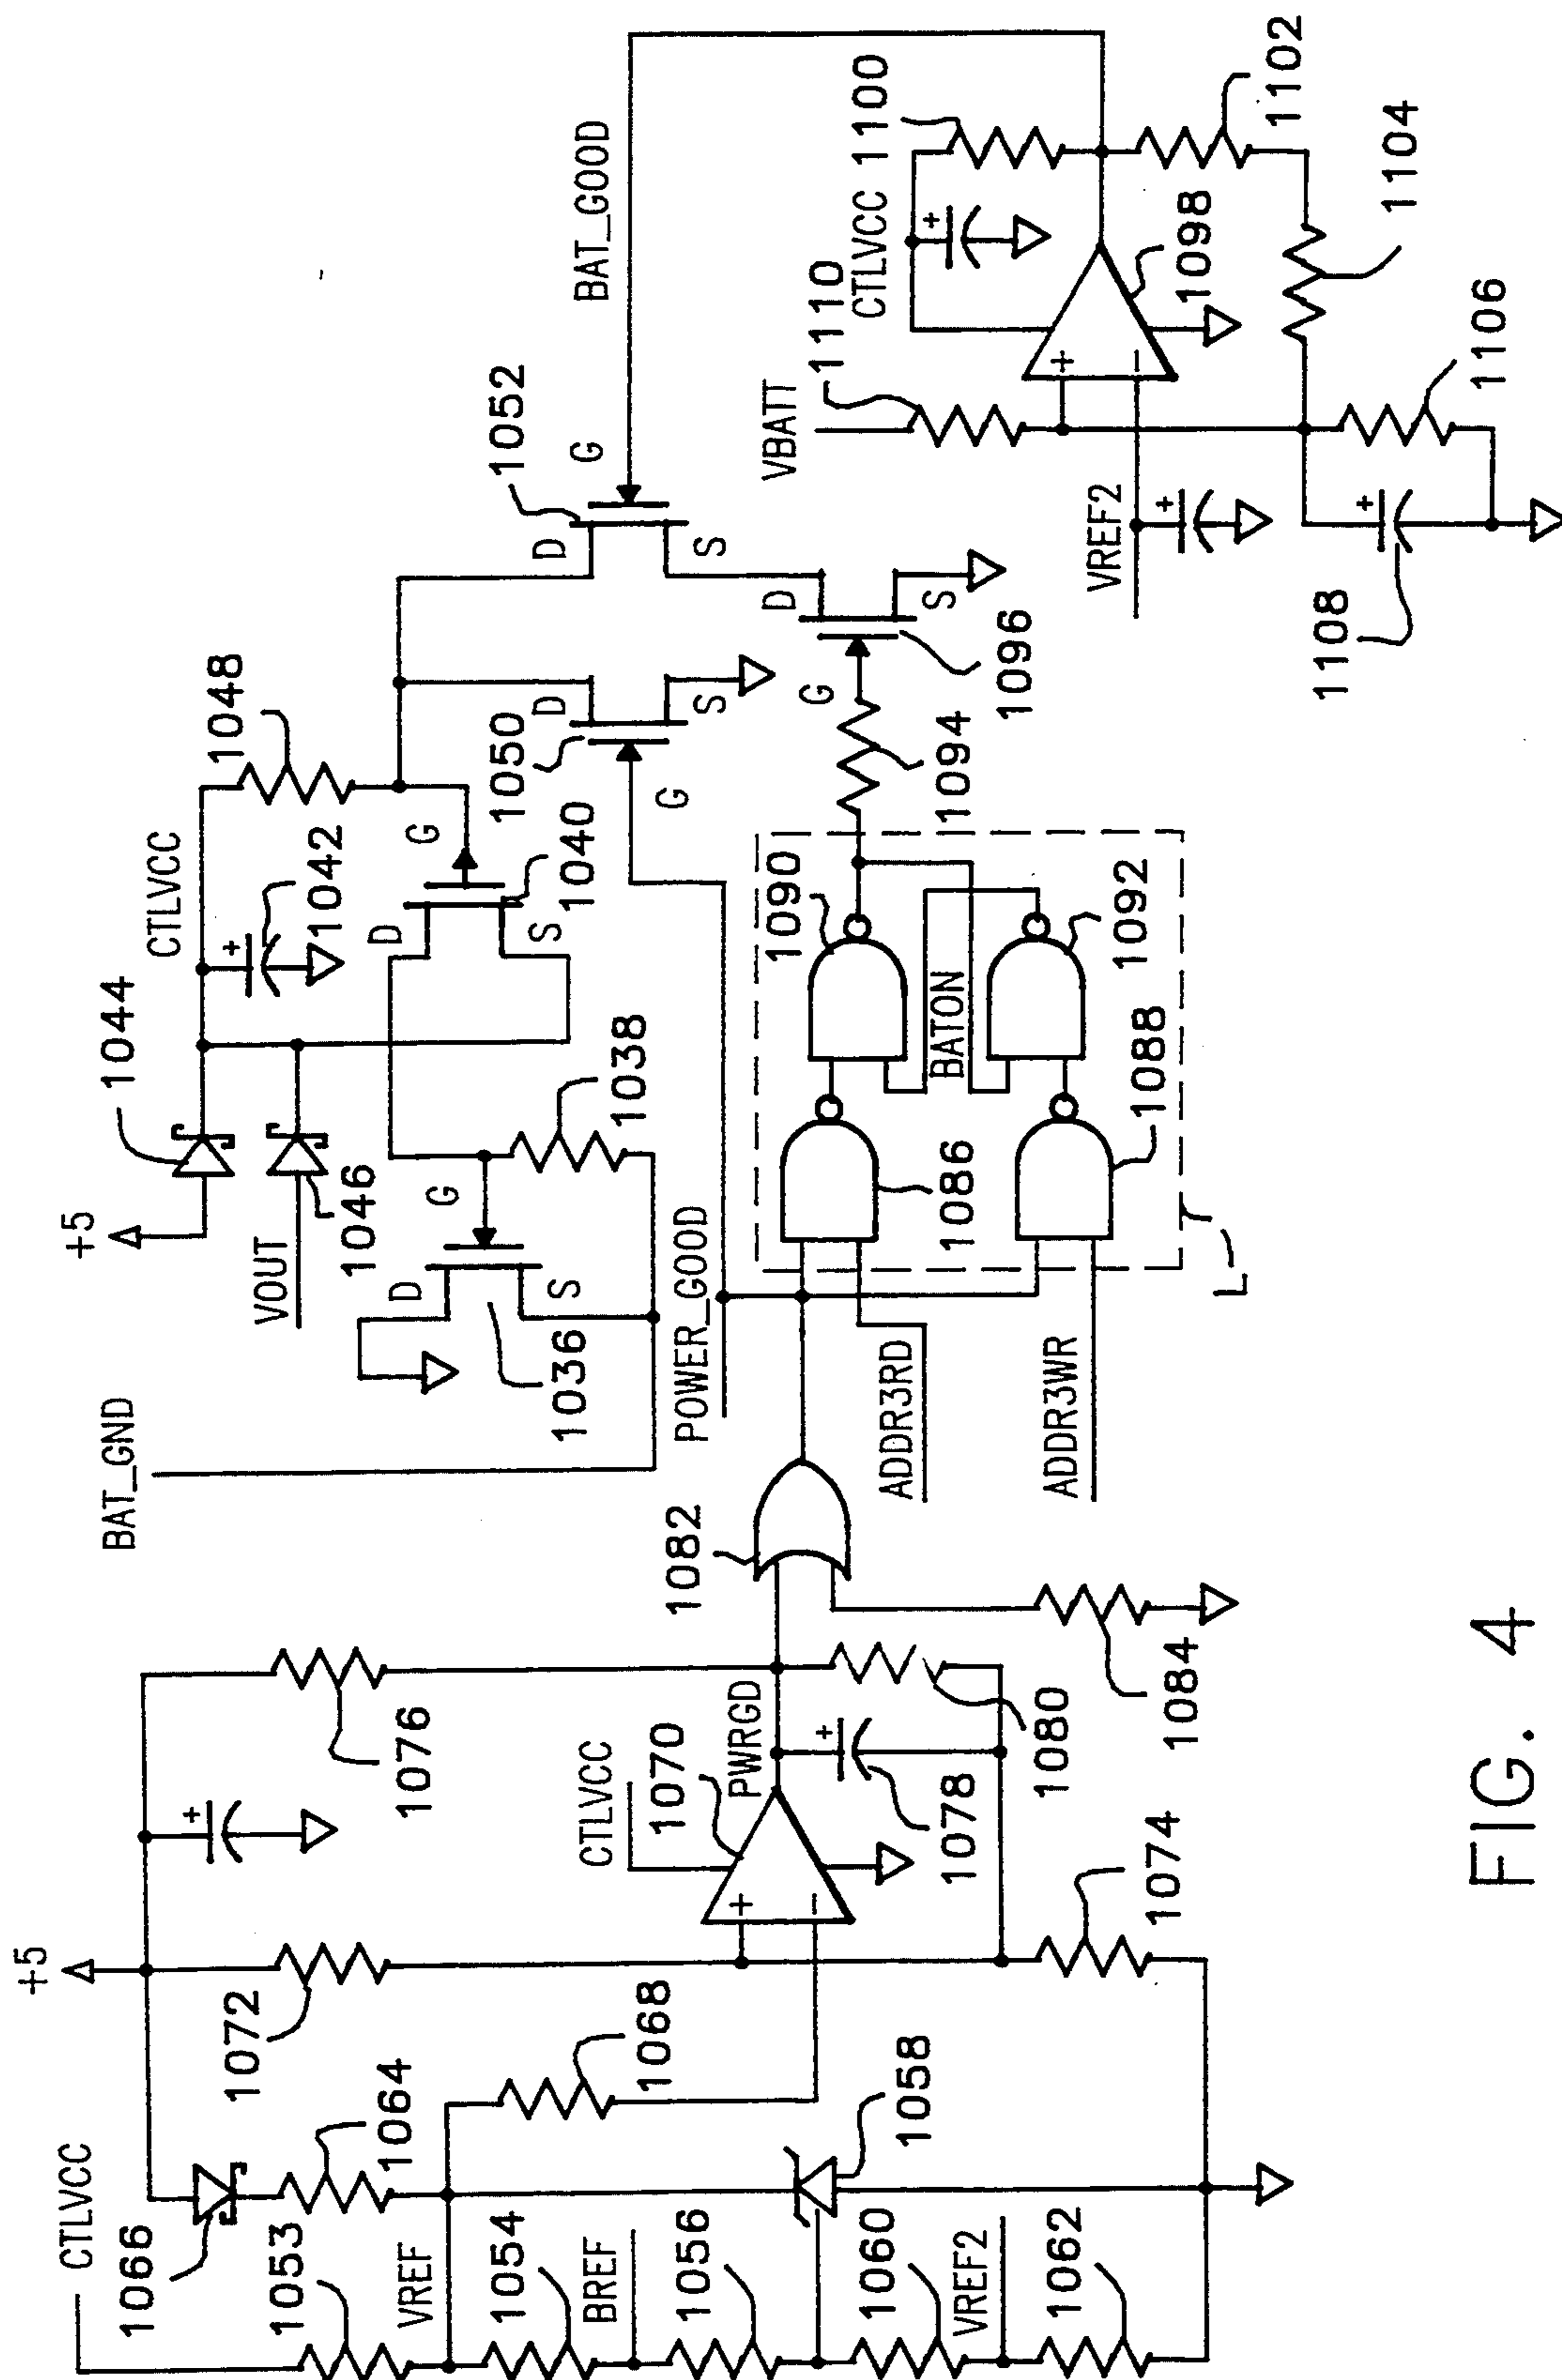 CTLVCC
1066
1053
VREF
1054
BREF
1056
1060
VREF2
1062
1064
1072
+5
1068
1058
1076
CTLVCC
1070
PWRGD
+
-
+
+
1078
1080
1074
1082
1084
BAT_GND
+5
1044
VOUT
1046
D
G
S
1036
1038
CTLVCC
+
1042
1048
D
G
S
1040
POWER_GOOD
ADDR3RD
ADDR3WR
1086
1088
1090
BATON
1092
L
1050
D
G
S
1052
D
G
S
1094
G
D
S
1096
BAT_GOOD
VBATT
1110
CTLVCC
1100
+
+
-
1098
1102
1104
1106
VREF2
+
+
1108
FIG. 4